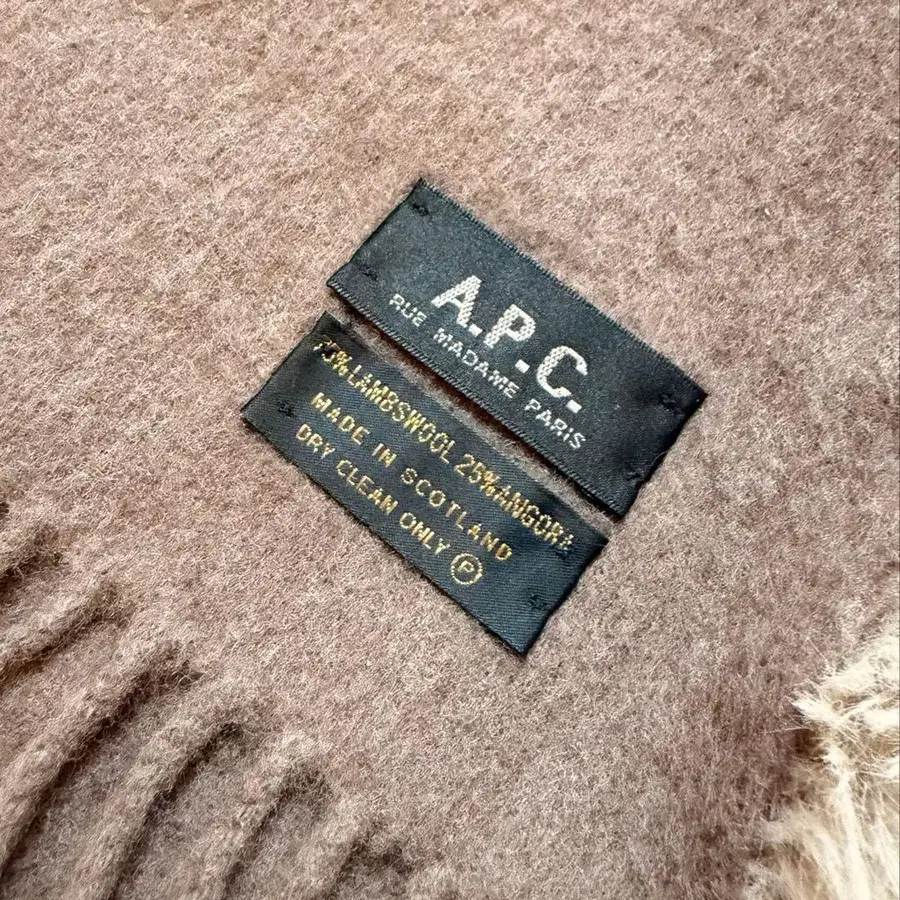 A.P.C.
RUE MADAME PARIS
75%LAMBSWOOL 25%ANGORA
MADE IN SCOTLAND
DRY CLEAN ONLY Ⓟ